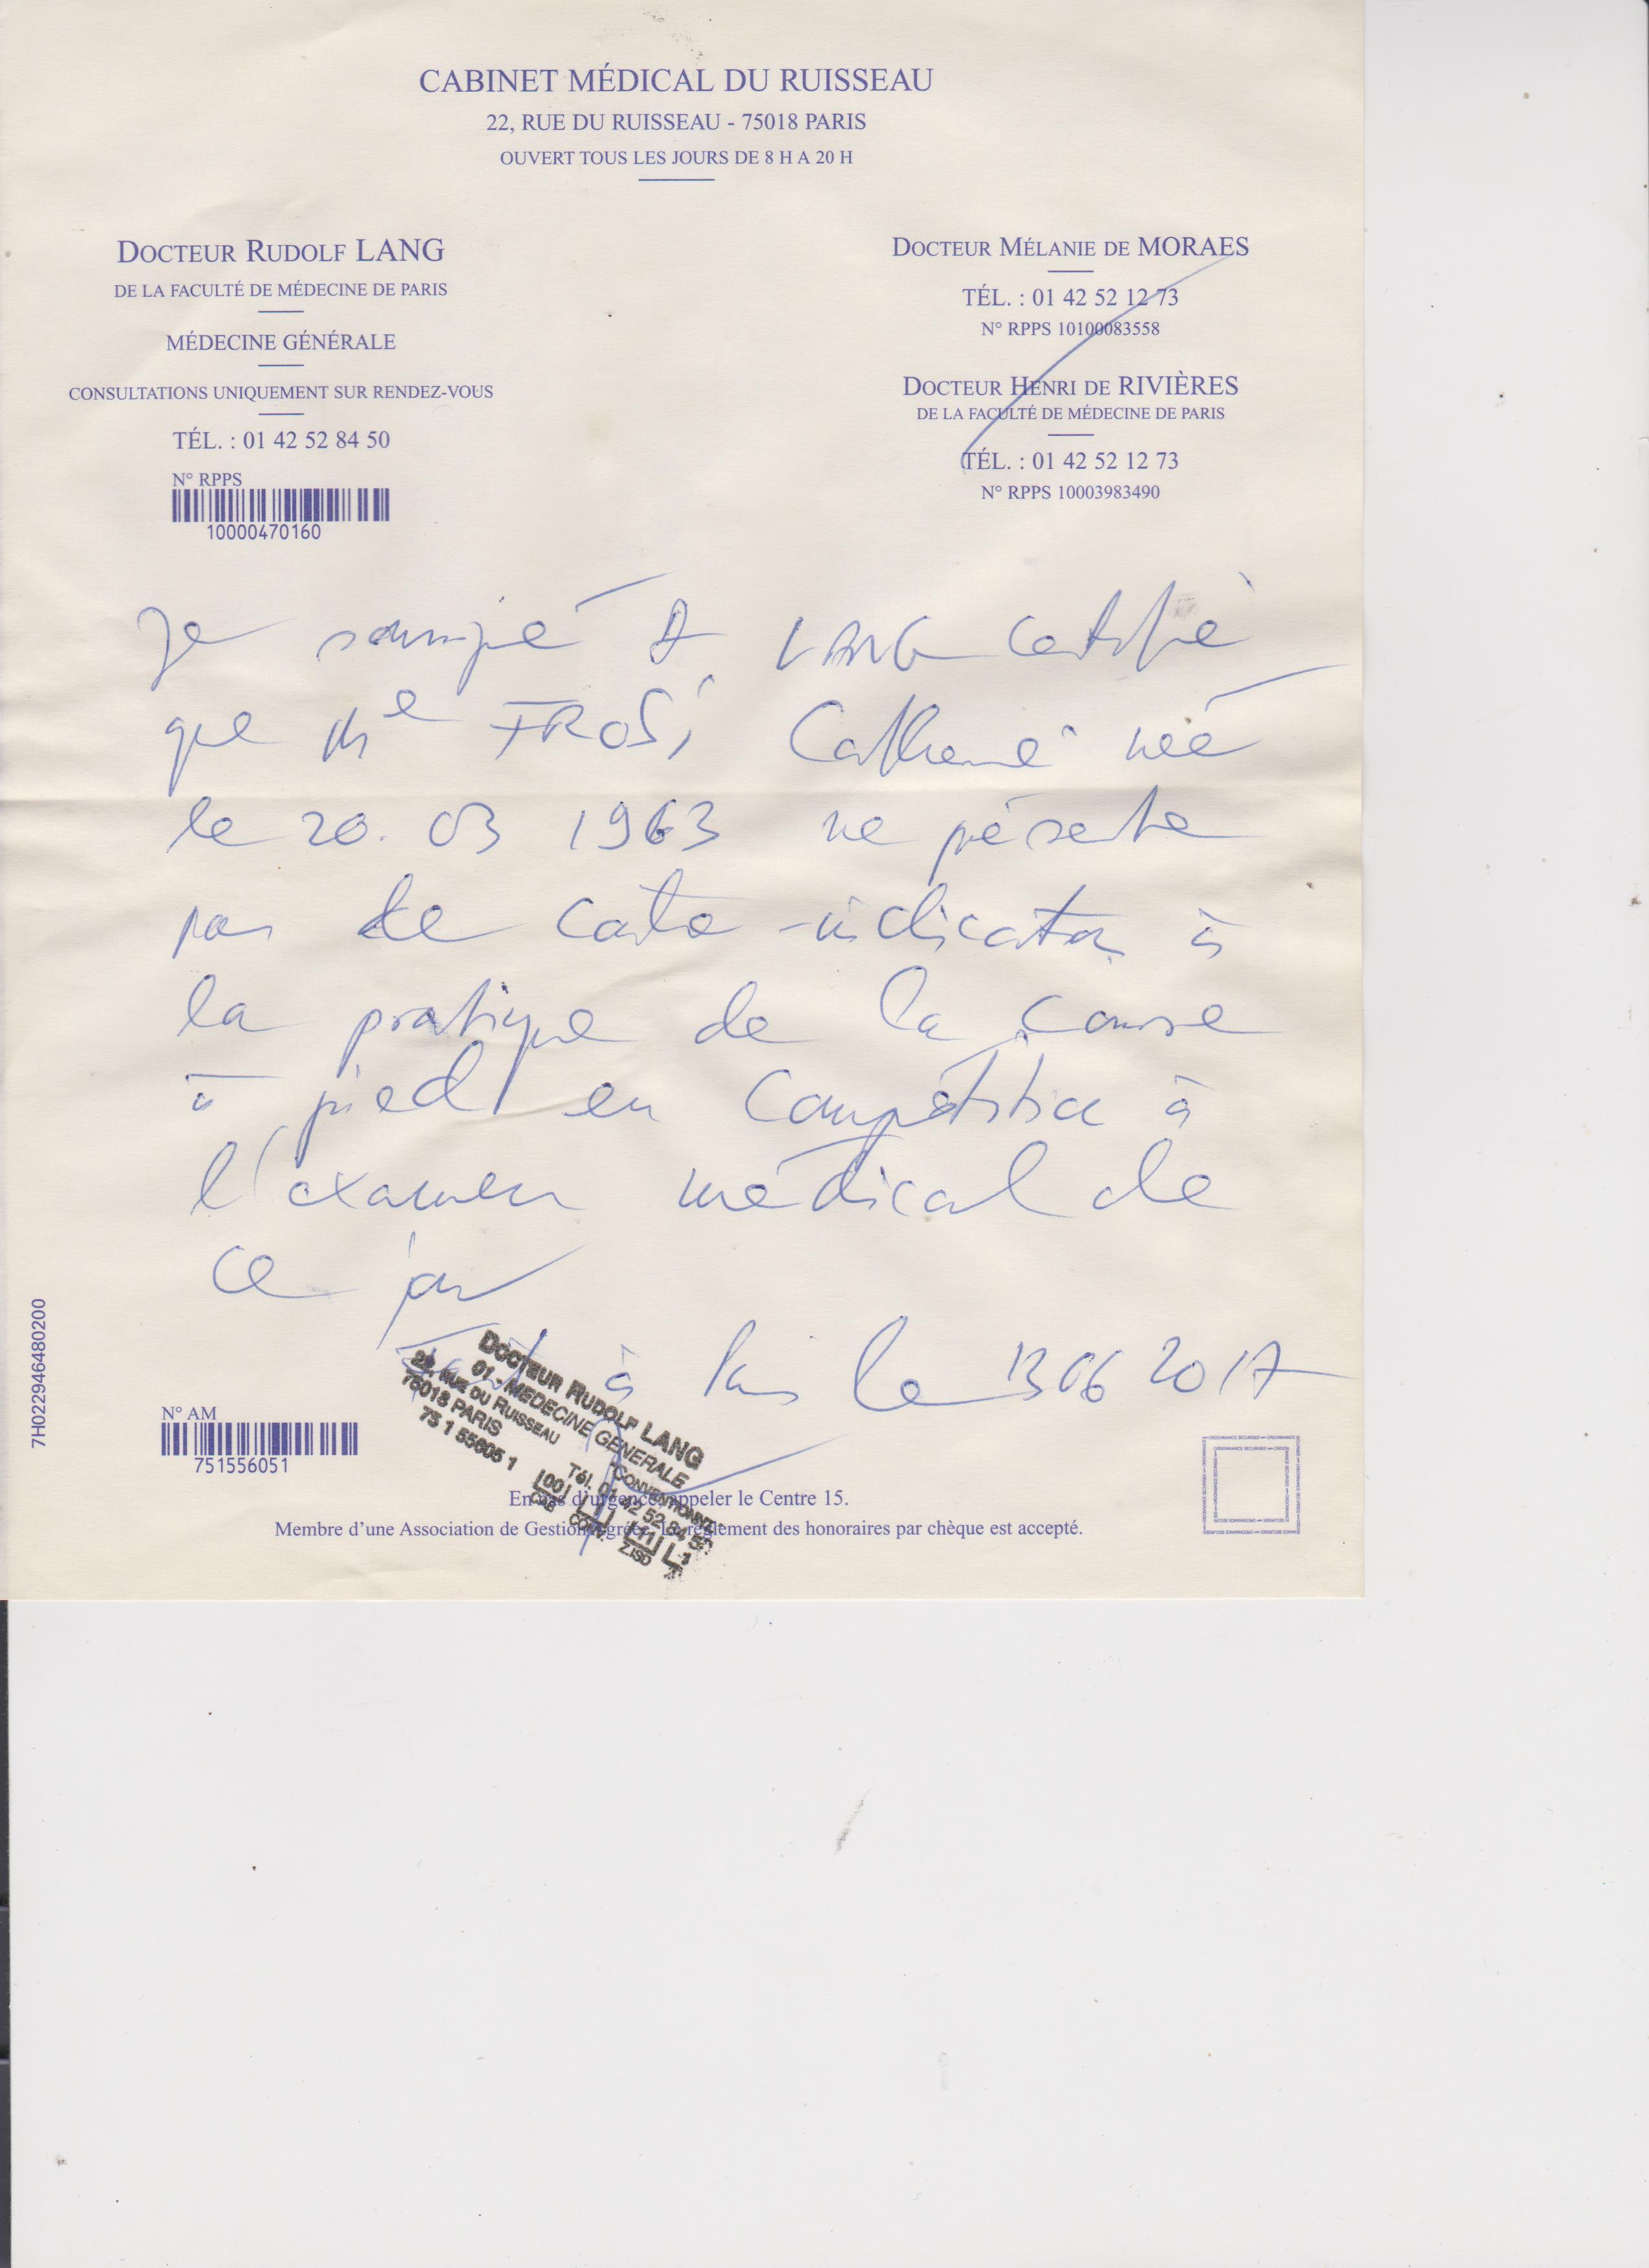 CABINET MÉDICAL DU RUISSEAU
22, RUE DU RUISSEAU - 75018 PARIS
OUVERT TOUS LES JOURS DE 8 H A 20 H
DOCTEUR RUDOLF LANG
DE LA FACULTÉ DE MÉDECINE DE PARIS
MÉDECINE GÉNÉRALE
CONSULTATIONS UNIQUEMENT SUR RENDEZ-VOUS
TÉL. : 01 42 52 84 50
N° RPPS
10000470160
DOCTEUR MÉLANIE DE MORAES
TÉL. : 01 42 52 12 73
N° RPPS 10100083558
DOCTEUR HENRI DE RIVIÈRES
DE LA FACULTÉ DE MÉDECINE DE PARIS
TÉL. : 01 42 52 12 73
N° RPPS 10003983490
Je soussigné Dr LANG certifie
que Me FROSI Catherine née
le 20.03 1963 ne présente
pas de contre-indication à
la pratique de la course
à pied en compétition à
l'examen médical de
ce jour
à Paris le 13 06 2017
7H022946480200
N° AM
751556051
DOCTEUR RUDOLF LANG
01 - MEDECINE GENERALE
22, RUE DU RUISSEAU CONVENTIONNÉ
75018 PARIS Tél. 01 42 52 84 50
75 1 55605 1
En cas d'urgence, appeler le Centre 15.
Membre d'une Association de Gestion agréée. Le règlement des honoraires par chèque est accepté.